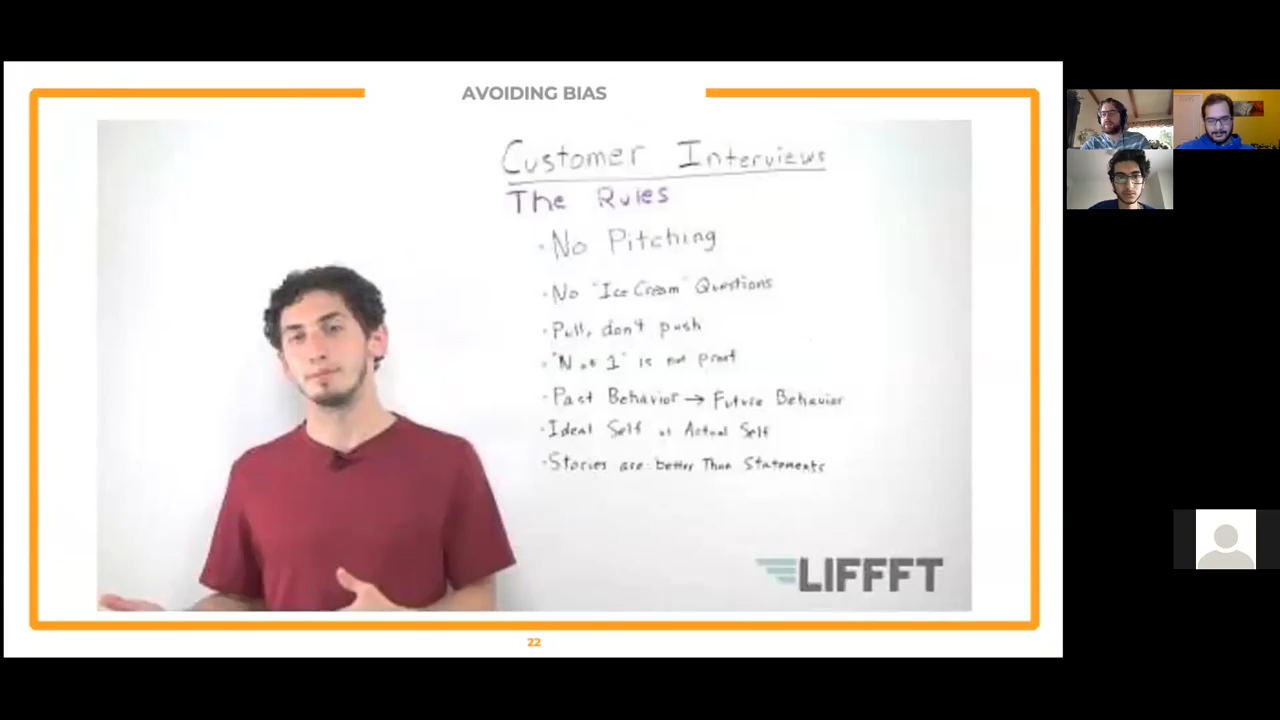 AVOIDING BIAS
Customer Interviews
The Rules
• No Pitching
• No "Ice Cream" Questions
• Pull, don't push
• "N of 1" is not proof
• Past Behavior → Future Behavior
• Ideal Self vs Actual Self
• Stories are better Than Statements
LIFFFT
22